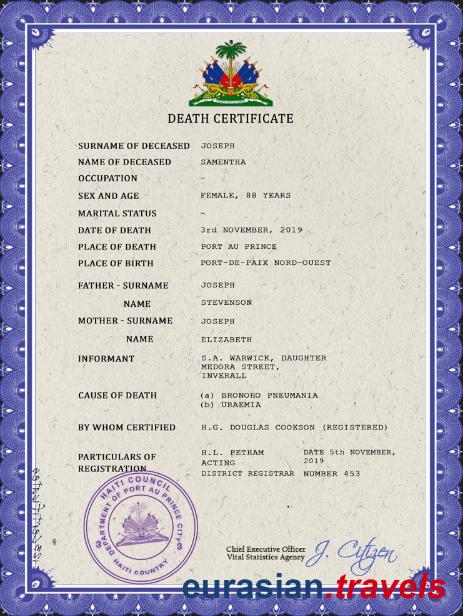 DEATH CERTIFICATE
SURNAME OF DECEASED JOSEPH
NAME OF DECEASED SAMENTHA
OCCUPATION –
SEX AND AGE FEMALE, 88 YEARS
MARITAL STATUS –
DATE OF DEATH 3rd NOVEMBER, 2019
PLACE OF DEATH PORT AU PRINCE
PLACE OF BIRTH PORT-DE-PAIX NORD-OUEST
FATHER - SURNAME JOSEPH
NAME STEVENSON
MOTHER - SURNAME JOSEPH
NAME ELIZABETH
INFORMANT S.A. WARWICK, DAUGHTER
MEDORA STREET,
INVERALL
CAUSE OF DEATH (a) BRONOHO PNEUMANIA
(b) URAEMIA
BY WHOM CERTIFIED H.G. DOUGLAS COOKSON (REGISTERED)
PARTICULARS OF REGISTRATION
H.L. PETHAM
ACTING
DISTRICT REGISTRAR
DATE 5th NOVEMBER,
2019
NUMBER 453
HAITI COUNCIL
DEPARTMENT OF PORT AU PRINCE CITY
HAITI COUNTRY
Chief Executive Officer
Vital Statistics Agency
J. Citizen
eurasian.travels